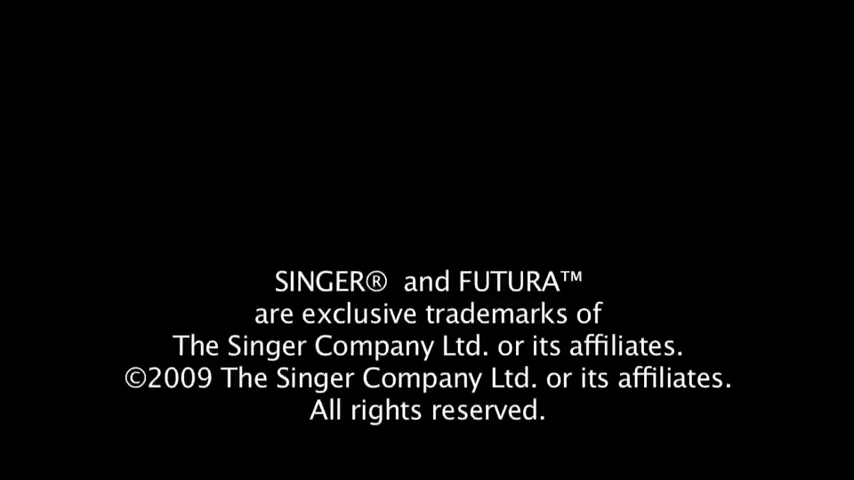 SINGER® and FUTURA™
are exclusive trademarks of
The Singer Company Ltd. or its affiliates.
©2009 The Singer Company Ltd. or its affiliates.
All rights reserved.